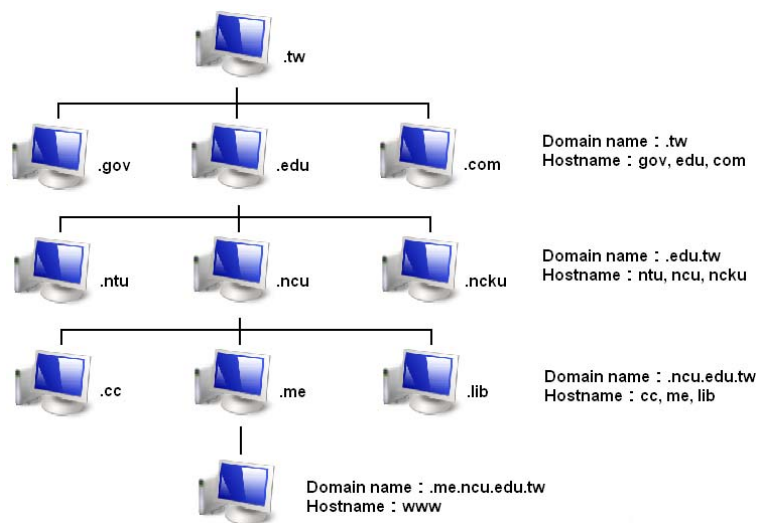 .tw
.gov
.edu
.com
Domain name：.tw
Hostname：gov, edu, com
.ntu
.ncu
.ncku
Domain name：.edu.tw
Hostname：ntu, ncu, ncku
.cc
.me
.lib
Domain name：.ncu.edu.tw
Hostname：cc, me, lib
Domain name：.me.ncu.edu.tw
Hostname：www